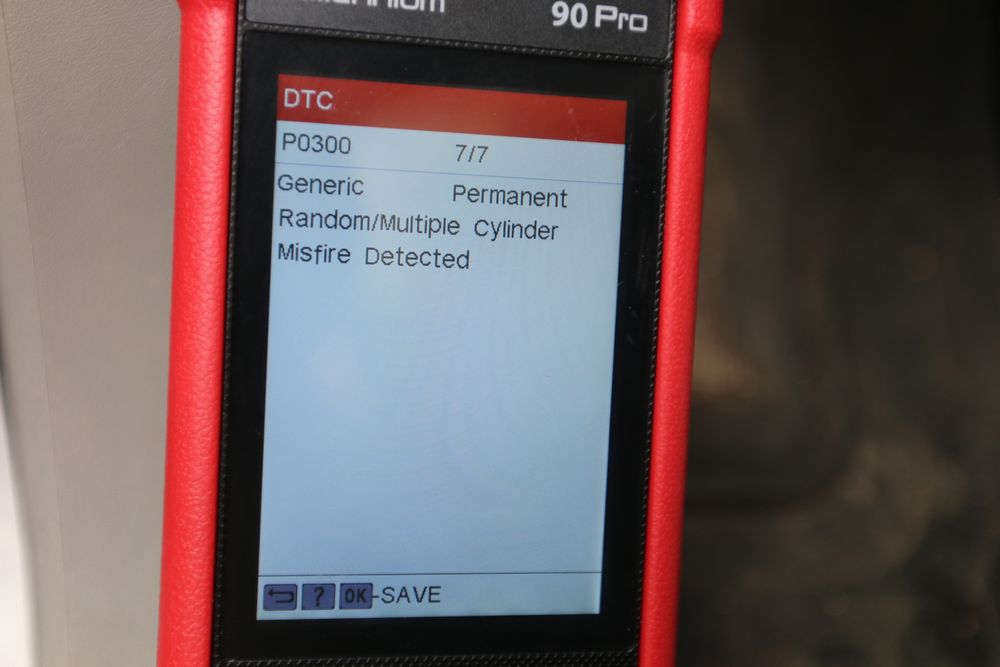 90 Pro
DTC
P0300 7/7
Generic Permanent
Random/Multiple Cylinder
Misfire Detected
? OK-SAVE